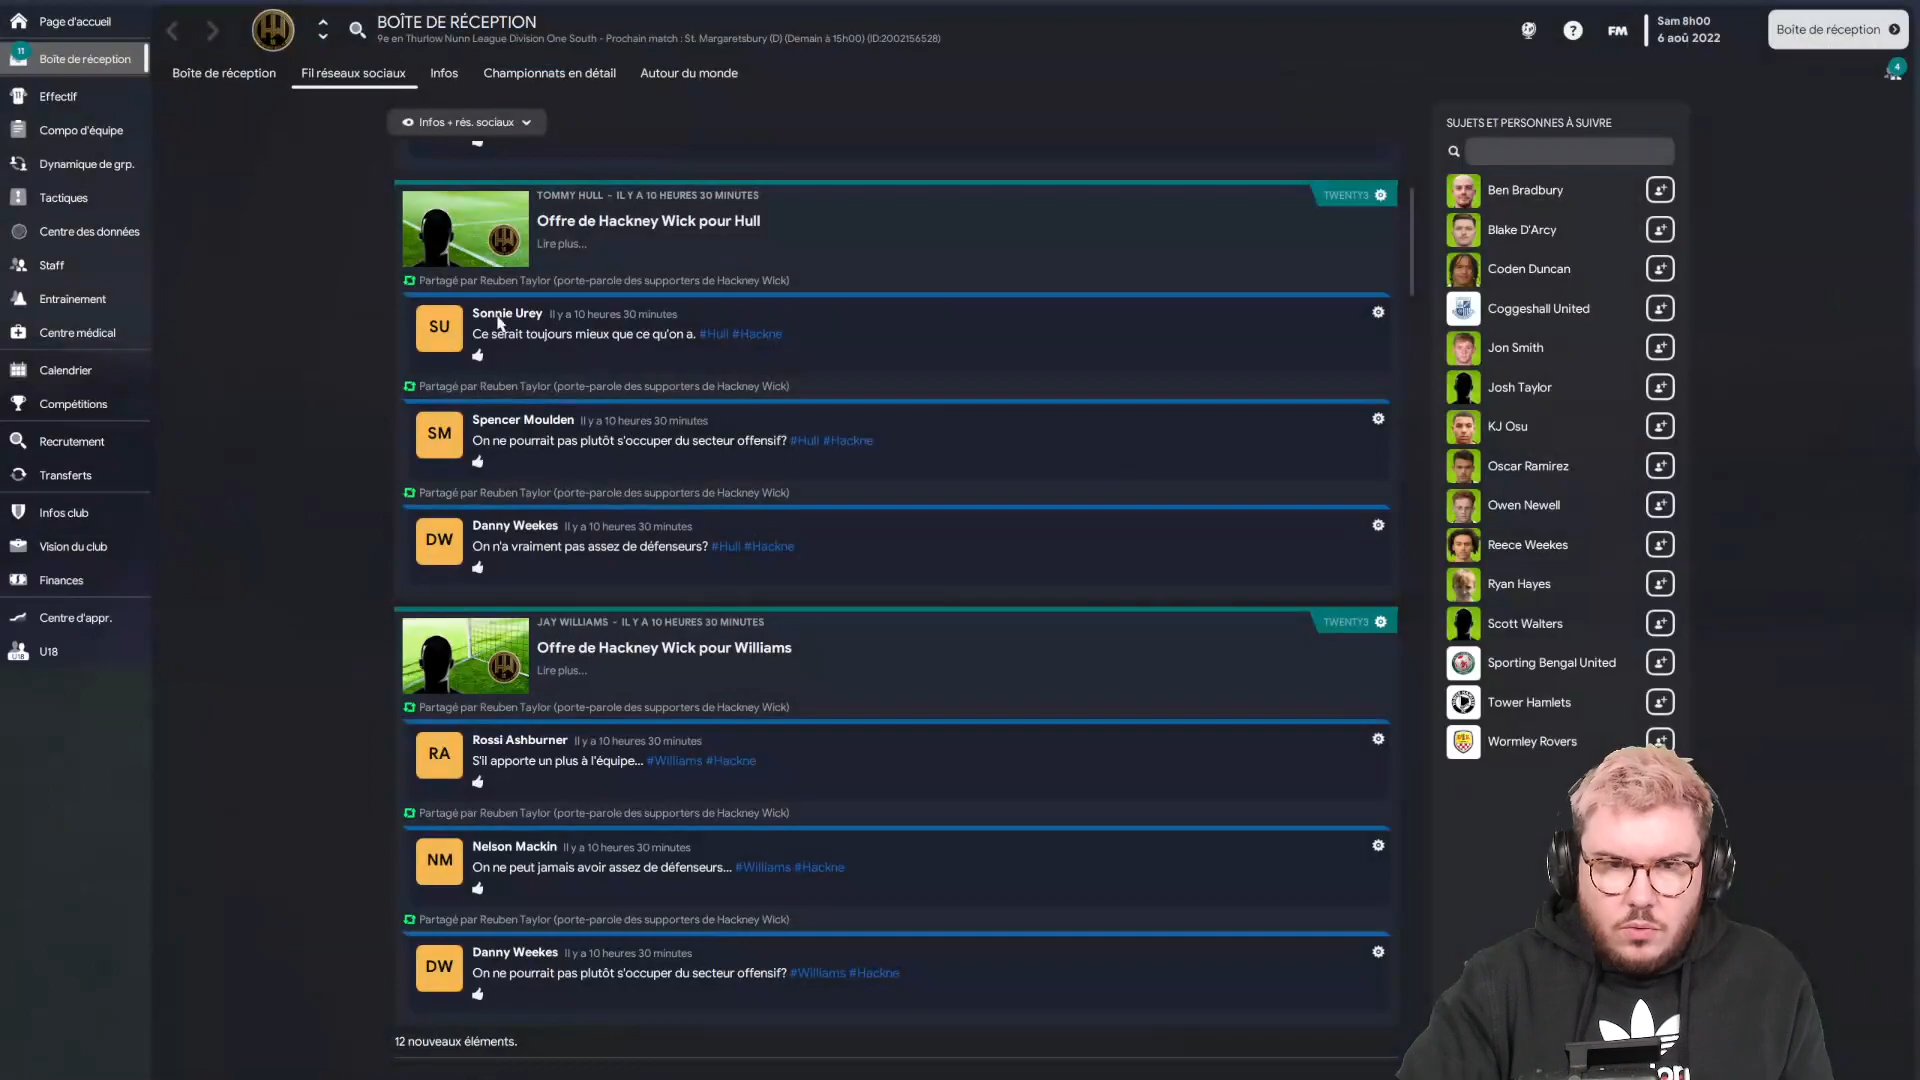 Page d'accueil
11
Boîte de réception
Effectif
Compo d'équipe
Dynamique de grp.
Tactiques
Centre des données
Staff
Entraînement
Centre médical
Calendrier
Compétitions
Recrutement
Transferts
Infos club
Vision du club
Finances
Centre d'appr.
U18
U18
BOÎTE DE RÉCEPTION
9e en Thurlow Nunn League Division One South - Prochain match : St. Margaretsbury (D) (Demain à 15h00) (ID:2002156528)
?
FM
Sam 8h00
6 aoû 2022
Boîte de réception
4
Boîte de réception
Fil réseaux sociaux
Infos
Championnats en détail
Autour du monde
Infos + rés. sociaux
TOMMY HULL - IL Y A 10 HEURES 30 MINUTES
TWENTY3
Offre de Hackney Wick pour Hull
Lire plus...
Partagé par Reuben Taylor (porte-parole des supporters de Hackney Wick)
SU
Sonnie Urey Il y a 10 heures 30 minutes
Ce serait toujours mieux que ce qu'on a. #Hull #Hackne
Partagé par Reuben Taylor (porte-parole des supporters de Hackney Wick)
SM
Spencer Moulden Il y a 10 heures 30 minutes
On ne pourrait pas plutôt s'occuper du secteur offensif? #Hull #Hackne
Partagé par Reuben Taylor (porte-parole des supporters de Hackney Wick)
DW
Danny Weekes Il y a 10 heures 30 minutes
On n'a vraiment pas assez de défenseurs? #Hull #Hackne
JAY WILLIAMS - IL Y A 10 HEURES 30 MINUTES
TWENTY3
Offre de Hackney Wick pour Williams
Lire plus...
Partagé par Reuben Taylor (porte-parole des supporters de Hackney Wick)
RA
Rossi Ashburner Il y a 10 heures 30 minutes
S'il apporte un plus à l'équipe... #Williams #Hackne
Partagé par Reuben Taylor (porte-parole des supporters de Hackney Wick)
NM
Nelson Mackin Il y a 10 heures 30 minutes
On ne peut jamais avoir assez de défenseurs... #Williams #Hackne
Partagé par Reuben Taylor (porte-parole des supporters de Hackney Wick)
DW
Danny Weekes Il y a 10 heures 30 minutes
On ne pourrait pas plutôt s'occuper du secteur offensif? #Williams #Hackne
12 nouveaux éléments.
SUJETS ET PERSONNES À SUIVRE
Ben Bradbury
Blake D'Arcy
Coden Duncan
Coggeshall United
Jon Smith
Josh Taylor
KJ Osu
Oscar Ramirez
Owen Newell
Reece Weekes
Ryan Hayes
Scott Walters
Sporting Bengal United
Tower Hamlets
Wormley Rovers